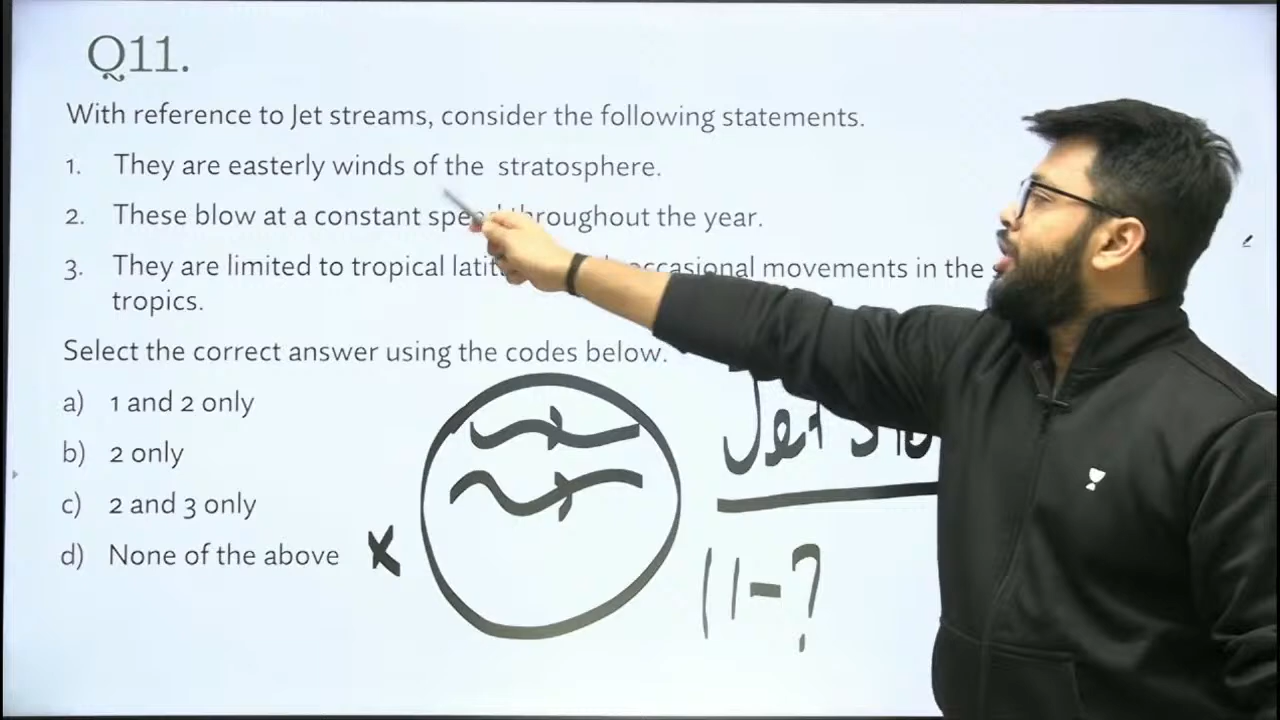 Q11.
With reference to Jet streams, consider the following statements.
1. They are easterly winds of the stratosphere.
2. These blow at a constant throughout the year.
3. They are limited to tropical movements in the
tropics.
Select the correct answer using the codes below.
a) 1 and 2 only
b) 2 only
c) 2 and 3 only
d) None of the above x
Jet
11-?